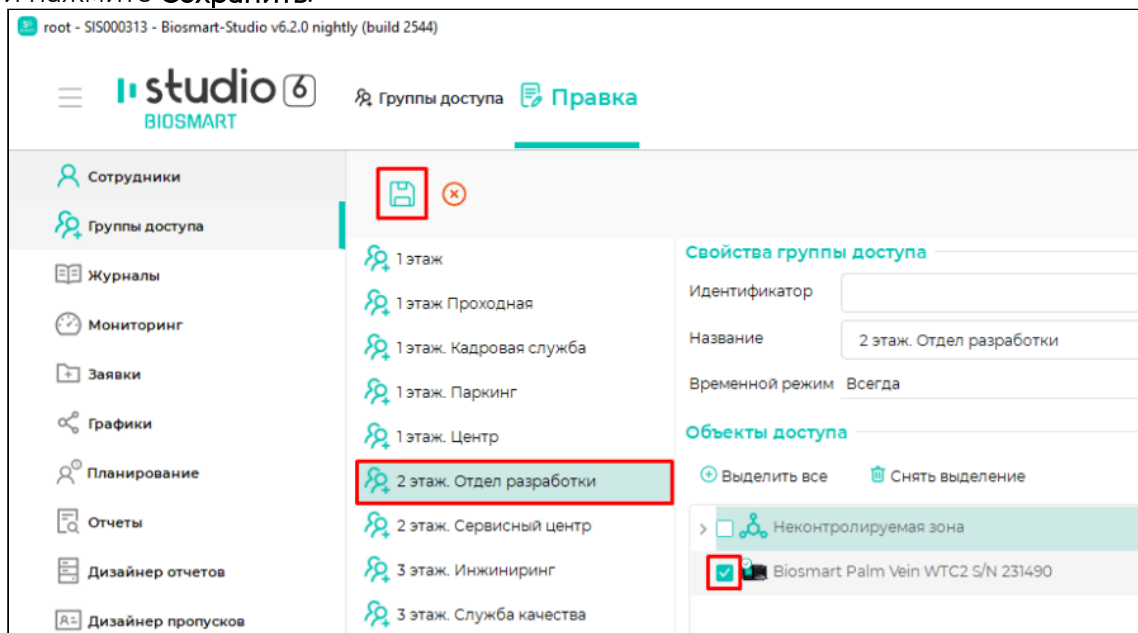 и нажмите Сохранить.
root - SIS000313 - Biosmart-Studio v6.2.0 nightly (build 2544)
studio 6
BIOSMART
Группы доступа
Правка
Сотрудники
Группы доступа
Журналы
Мониторинг
Заявки
Графики
Планирование
Отчеты
Дизайнер отчетов
Дизайнер пропусков
1 этаж
1 этаж Проходная
1 этаж. Кадровая служба
1 этаж. Паркинг
1 этаж. Центр
2 этаж. Отдел разработки
2 этаж. Сервисный центр
3 этаж. Инжиниринг
3 этаж. Служба качества
Свойства группы доступа
Идентификатор
Название 2 этаж. Отдел разработки
Временной режим Всегда
Объекты доступа
Выделить все Снять выделение
Неконтролируемая зона
Biosmart Palm Vein WTC2 S/N 231490